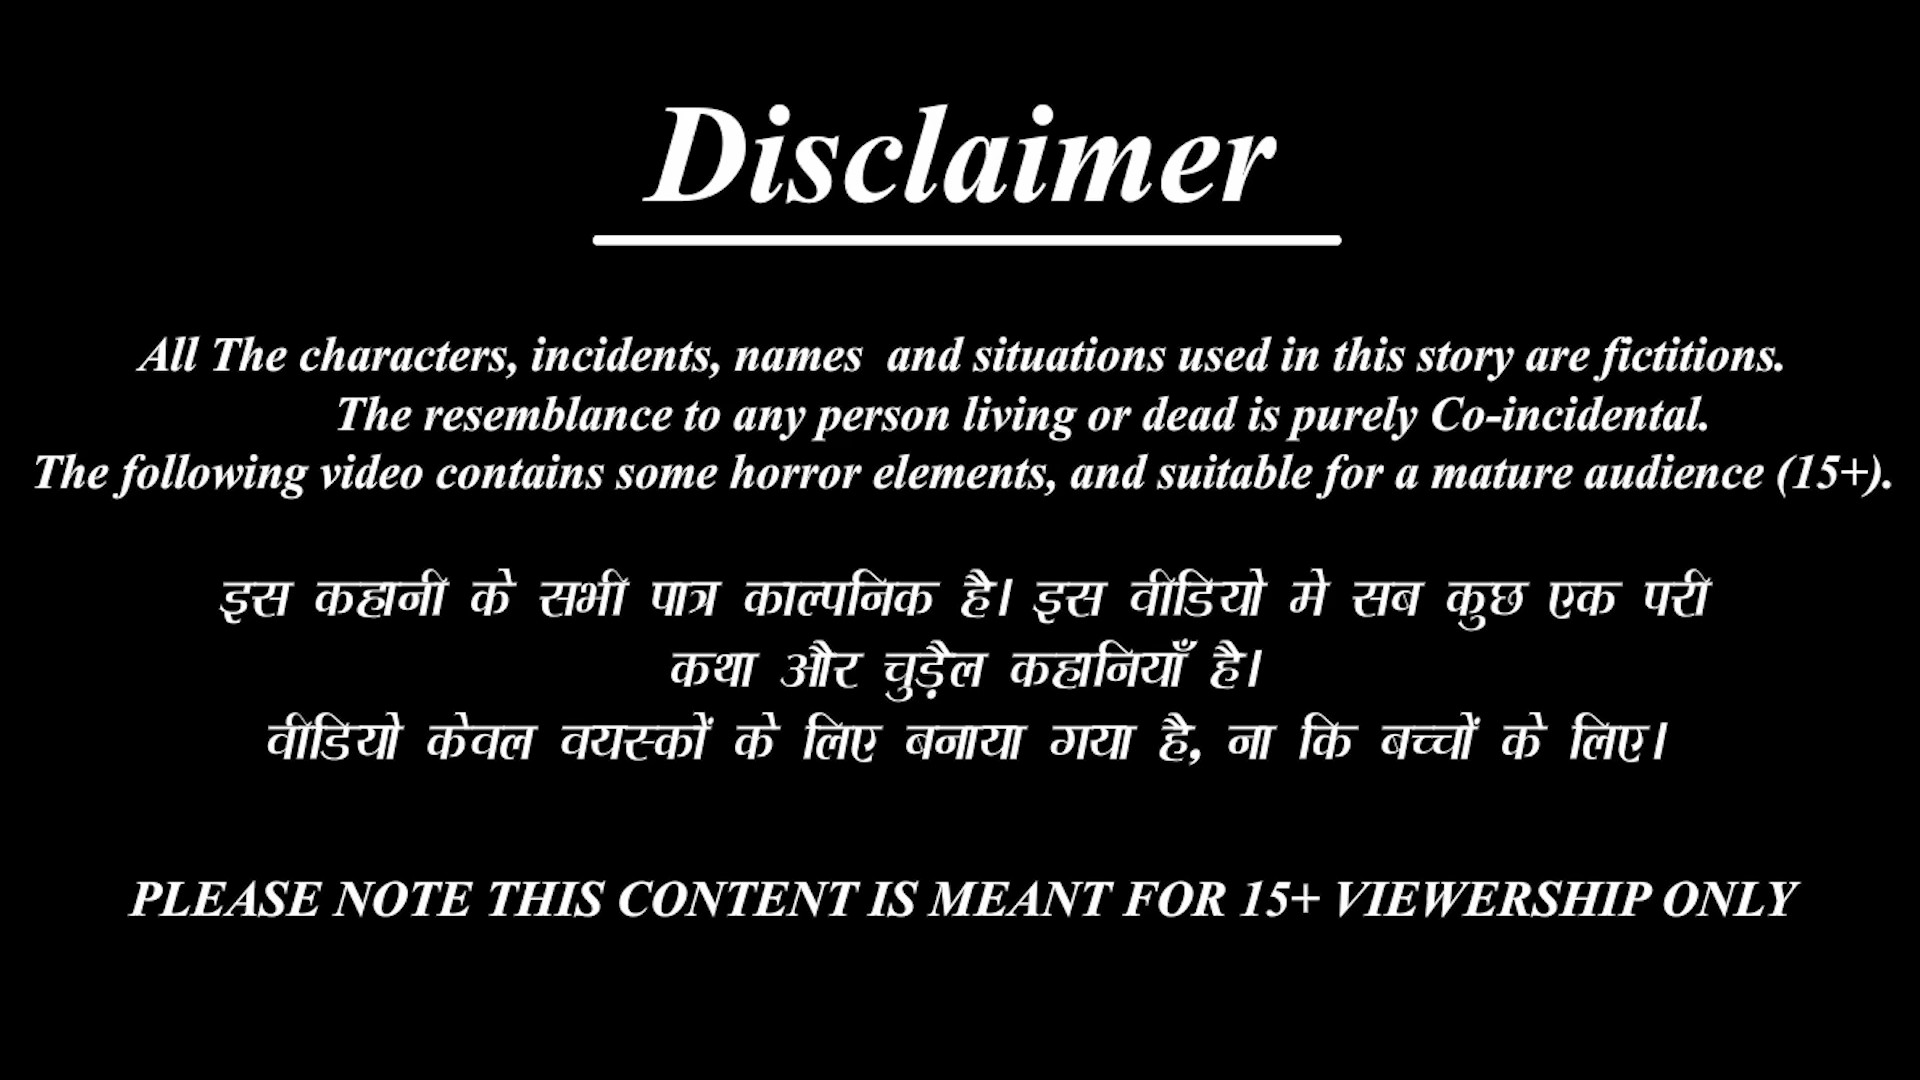 Disclaimer
All The characters, incidents, names and situations used in this story are fictitions.
The resemblance to any person living or dead is purely Co-incidental.
The following video contains some horror elements, and suitable for a mature audience (15+).
इस कहानी के सभी पात्र काल्पनिक है। इस वीडियो मे सब कुछ एक परी
कथा और चुड़ैल कहानियाँ है।
वीडियो केवल वयस्कों के लिए बनाया गया है, ना कि बच्चों के लिए।
PLEASE NOTE THIS CONTENT IS MEANT FOR 15+ VIEWERSHIP ONLY